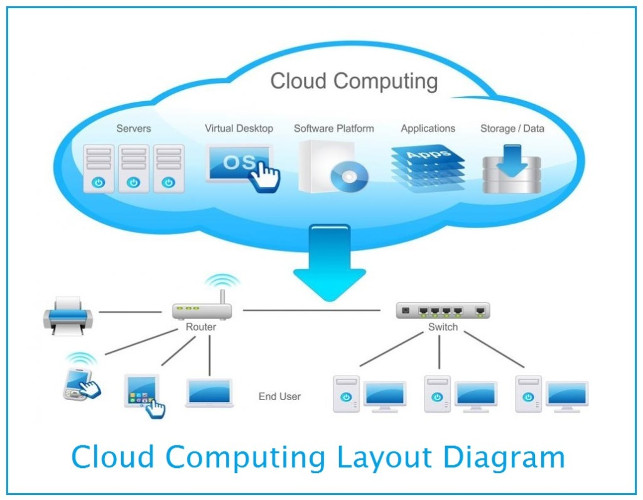 Cloud Computing
Servers
Virtual Desktop
Software Platform
Applications
Storage / Data
OS
Apps
Router
Switch
End User
Cloud Computing Layout Diagram